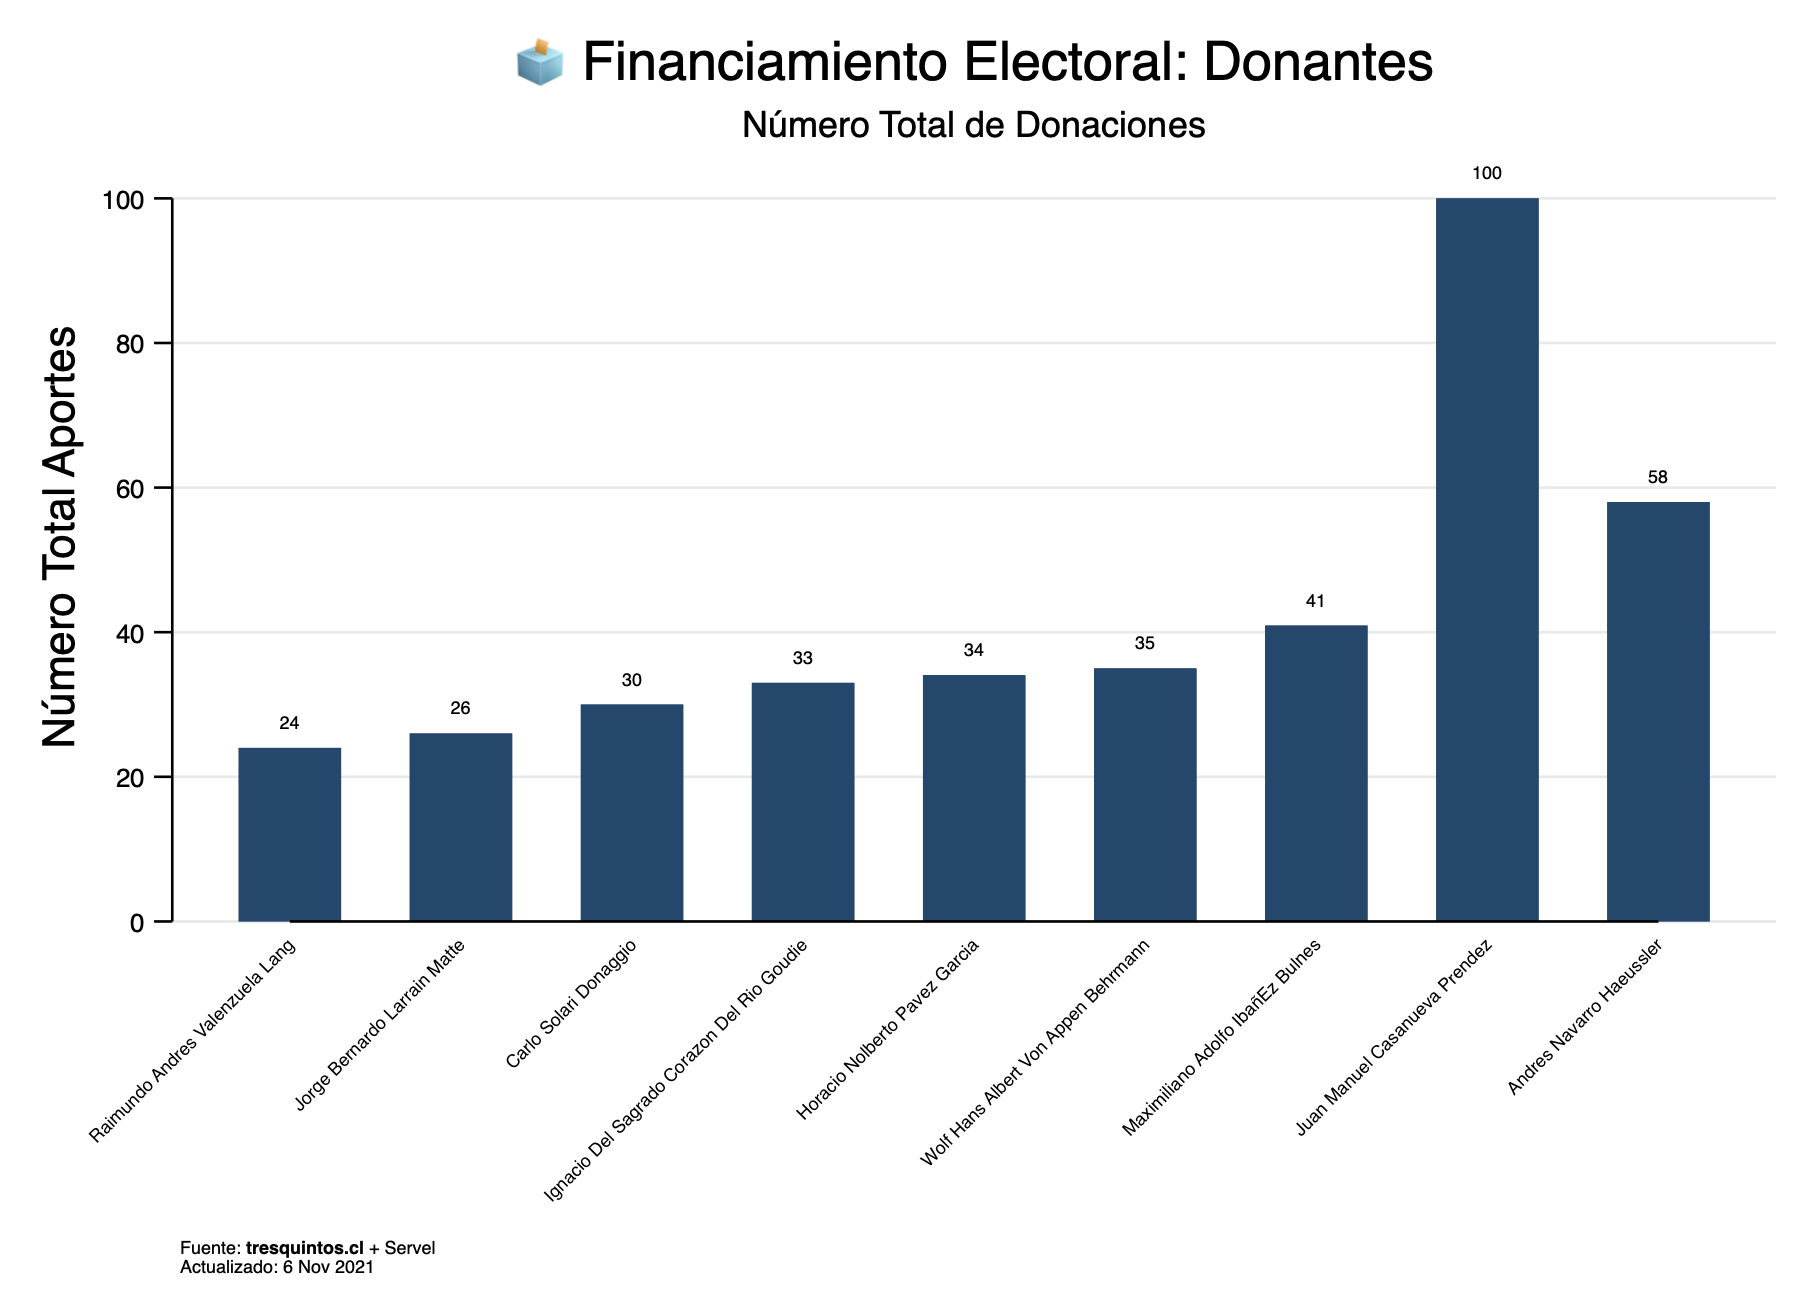 Financiamiento Electoral: Donantes
Número Total de Donaciones
Número Total Aportes
100
80
60
40
20
0
24
26
30
33
34
35
41
100
58
Raimundo Andres Valenzuela Lang
Jorge Bernardo Larrain Matte
Carlo Solari Donaggio
Ignacio Del Sagrado Corazon Del Rio Goudie
Horacio Nolberto Pavez Garcia
Wolf Hans Albert Von Appen Behrmann
Maximiliano Adolfo IbañEz Bulnes
Juan Manuel Casanueva Prendez
Andres Navarro Haeussler
Fuente: tresquintos.cl + Servel
Actualizado: 6 Nov 2021